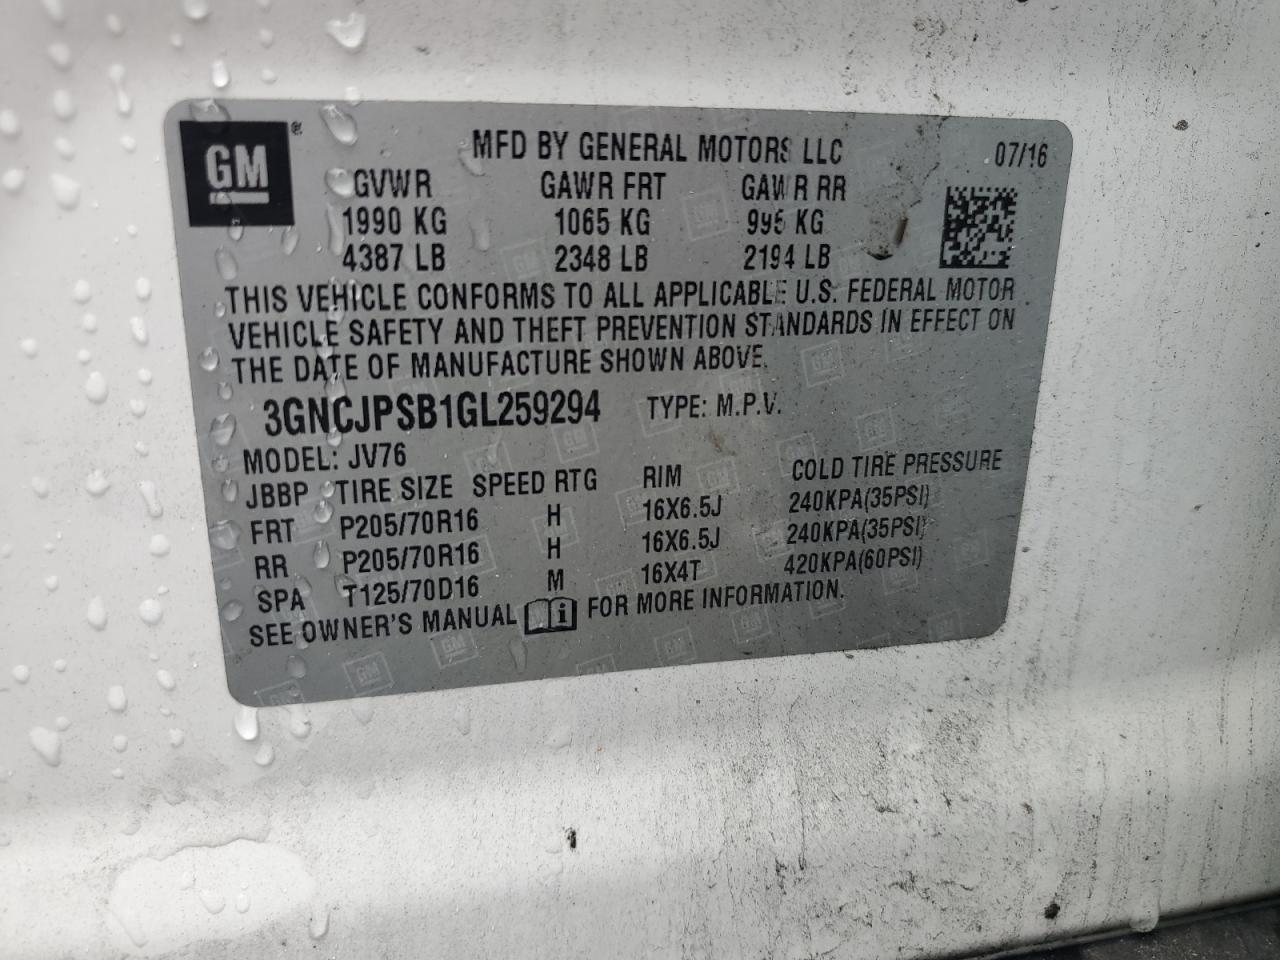 GM ® MFD BY GENERAL MOTORS LLC 07/16
GVWR GAWR FRT GAWR RR
1990 KG 1065 KG 995 KG
4387 LB 2348 LB 2194 LB
THIS VEHICLE CONFORMS TO ALL APPLICABLE U.S. FEDERAL MOTOR
VEHICLE SAFETY AND THEFT PREVENTION STANDARDS IN EFFECT ON
THE DATE OF MANUFACTURE SHOWN ABOVE.
3GNCJPSB1GL259294 TYPE: M.P.V.
MODEL: JV76
JBBP TIRE SIZE SPEED RTG RIM COLD TIRE PRESSURE
FRT P205/70R16 H 16X6.5J 240KPA(35PSI)
RR P205/70R16 H 16X6.5J 240KPA(35PSI)
SPA T125/70D16 M 16X4T 420KPA(60PSI)
SEE OWNER'S MANUAL i FOR MORE INFORMATION.